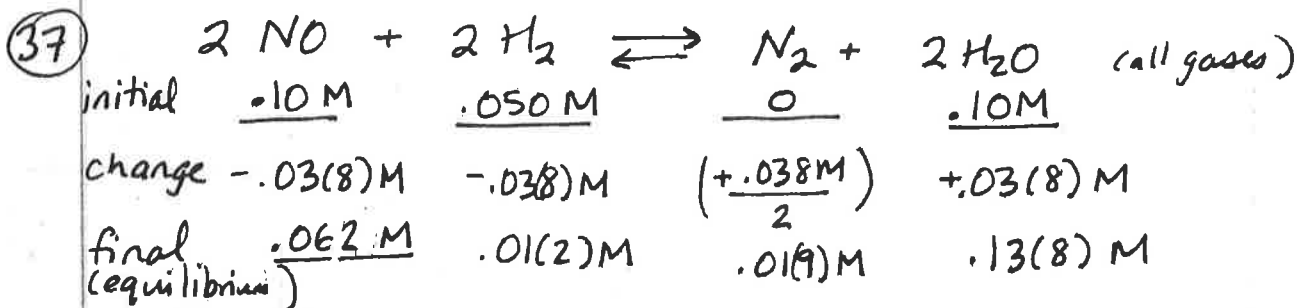 37 2 NO + 2 H₂ ⇌ N₂ + 2 H₂O (all gases)
initial .10 M .050 M 0 .10M
change -.03(8)M -.03(8)M (+.038M/2) +.03(8) M
final .062 M .01(2)M .01(9)M .13(8) M
(equilibrium)